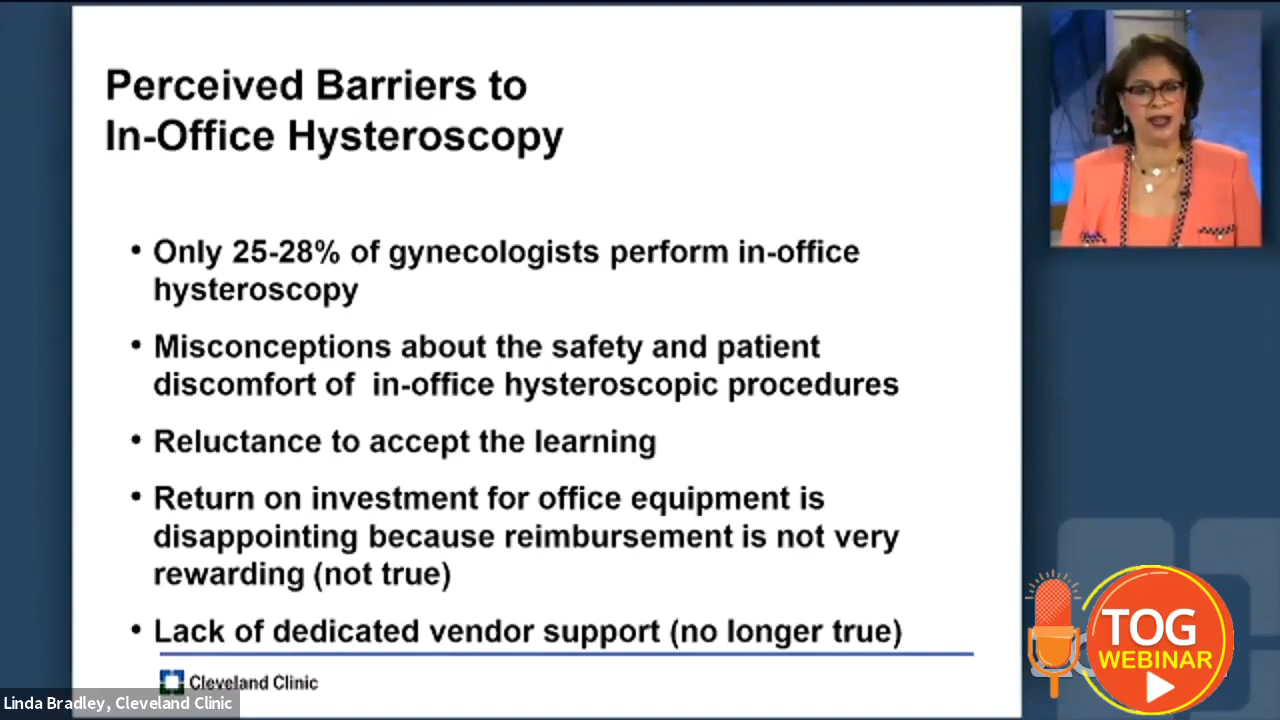 Perceived Barriers to
In-Office Hysteroscopy
• Only 25-28% of gynecologists perform in-office
hysteroscopy
• Misconceptions about the safety and patient
discomfort of in-office hysteroscopic procedures
• Reluctance to accept the learning
• Return on investment for office equipment is
disappointing because reimbursement is not very
rewarding (not true)
• Lack of dedicated vendor support (no longer true)
Cleveland Clinic
Linda Bradley, Cleveland Clinic
TOG
WEBINAR